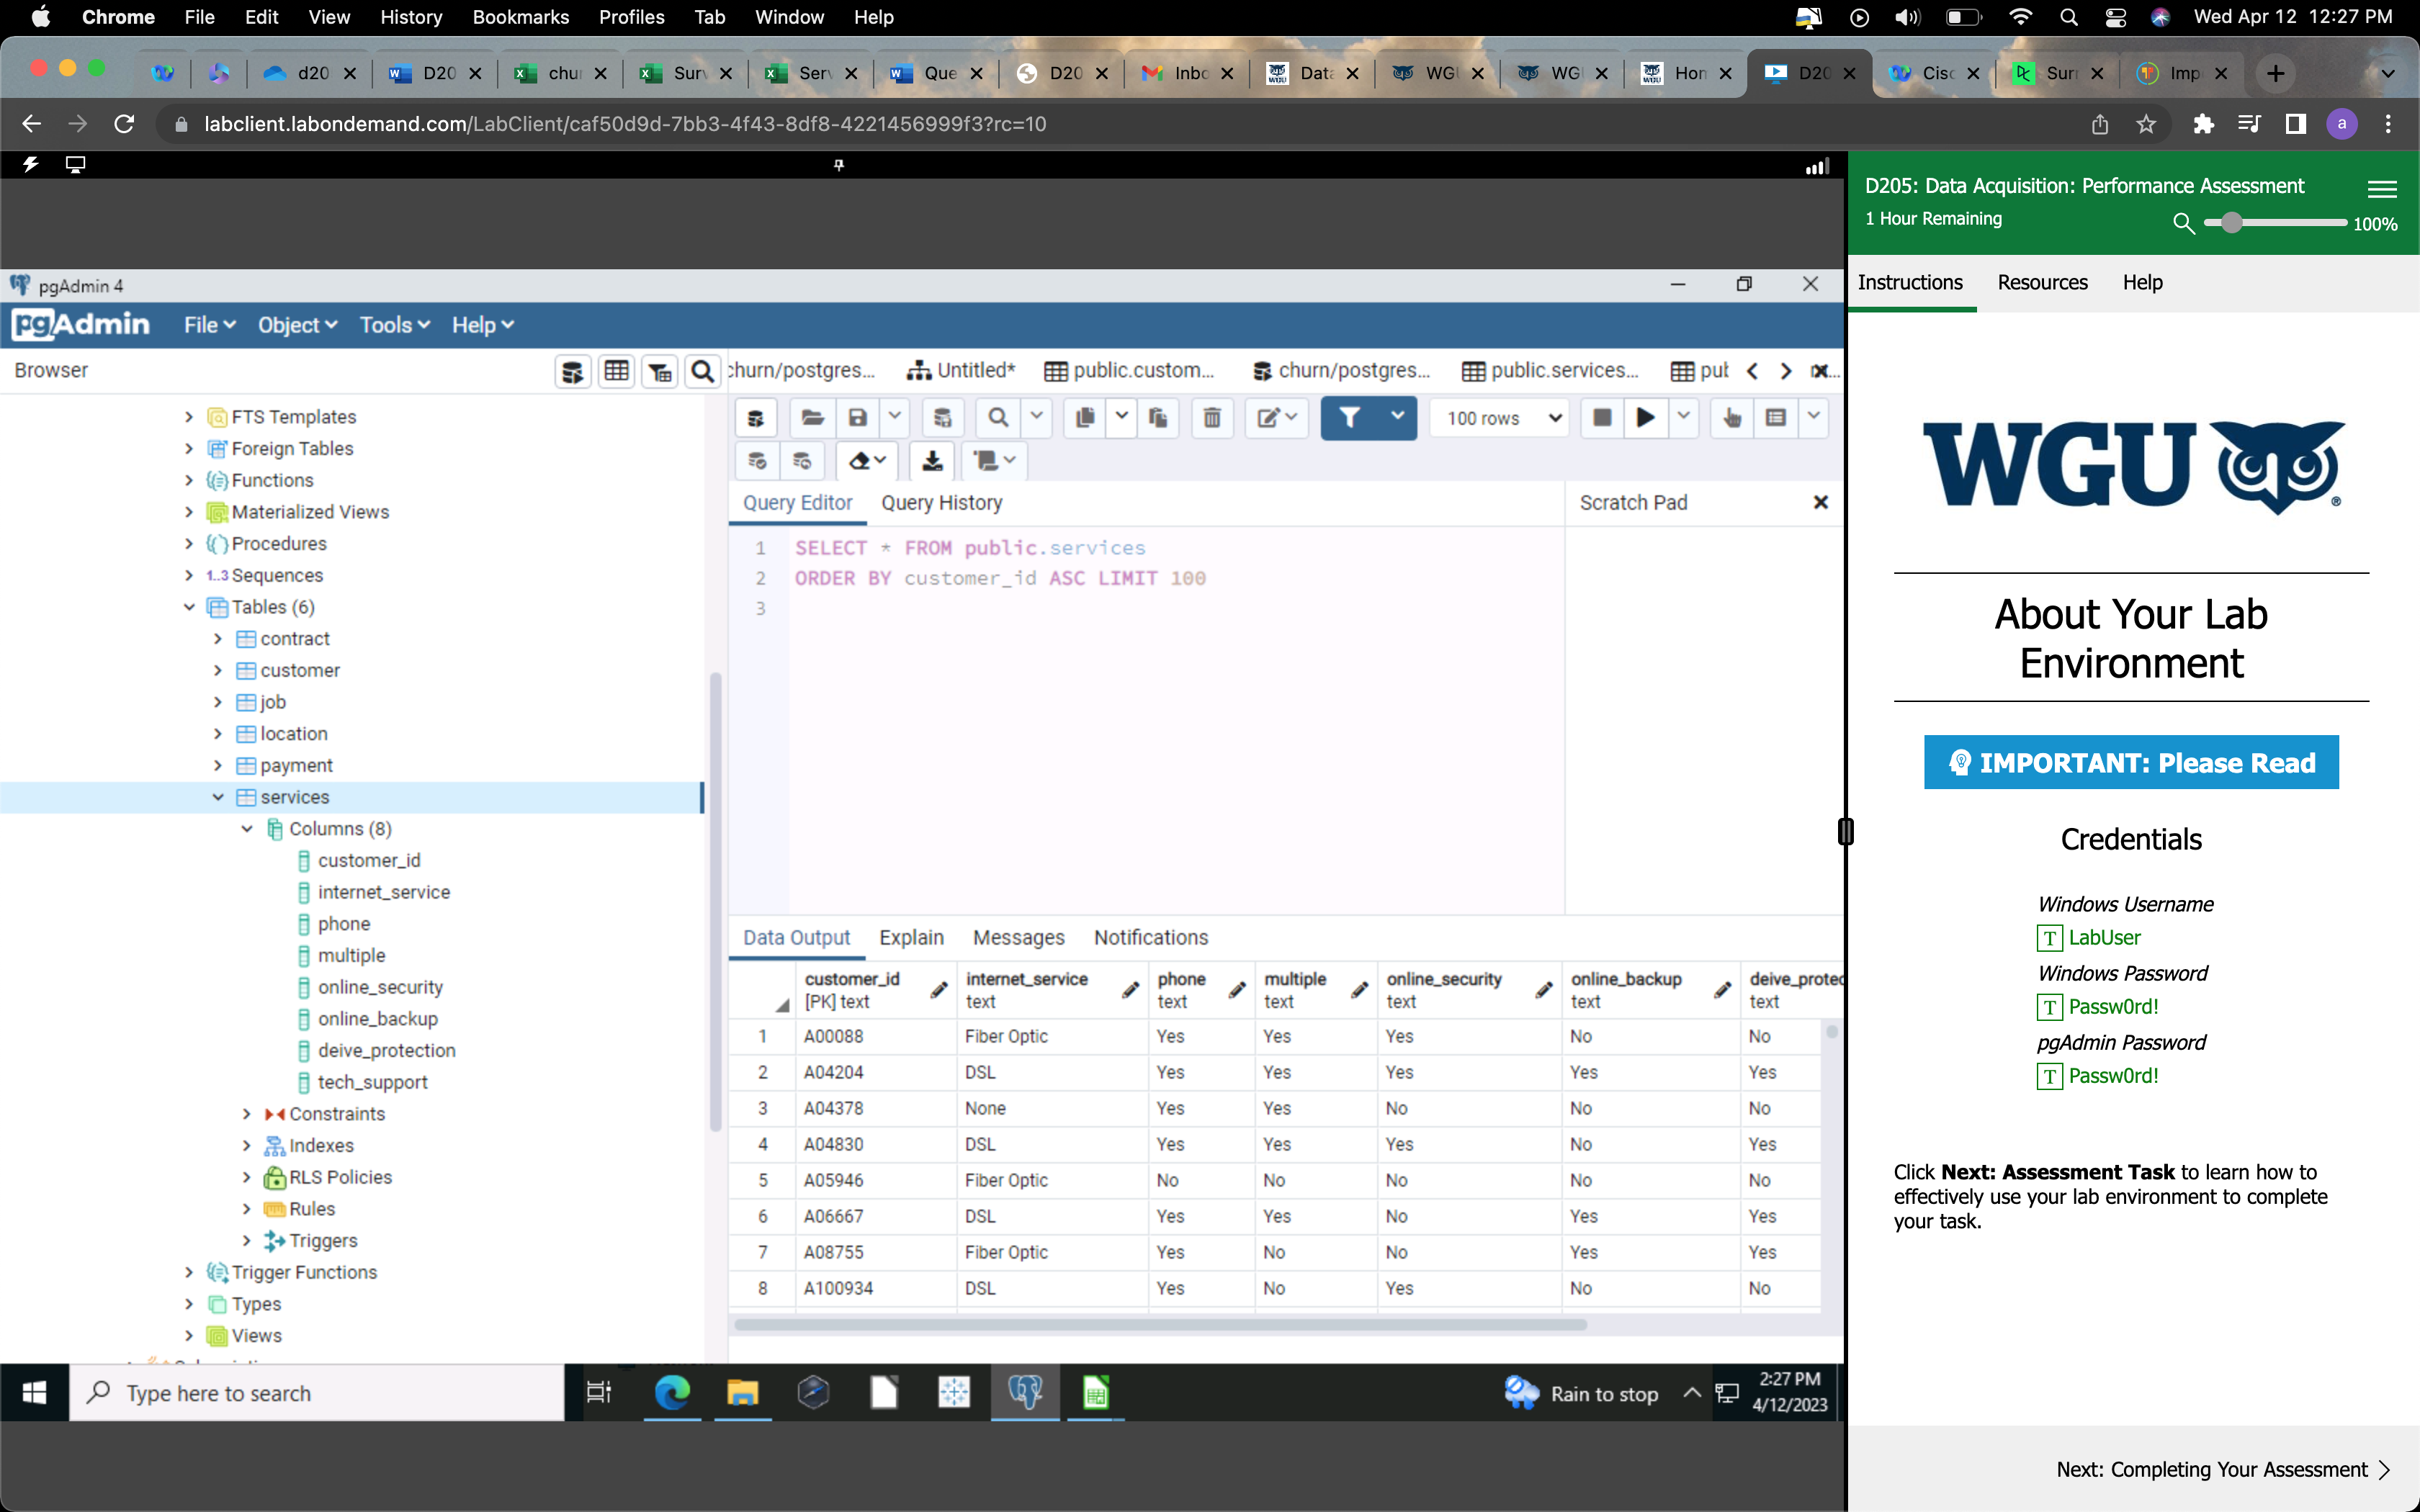 Chrome File Edit View History Bookmarks Profiles Tab Window Help Wed Apr 12 12:27 PM
d20 D20 chur Surv Serv Que D20 Inbo Data WGU WGU Hom D20 Cisc Surr Imp
labclient.labondemand.com/LabClient/caf50d9d-7bb3-4f43-8df8-4221456999f3?rc=10 a
D205: Data Acquisition: Performance Assessment
1 Hour Remaining 100%
Instructions Resources Help
pgAdmin 4
pgAdmin File Object Tools Help
Browser
churn/postgres... Untitled* public.custom... churn/postgres... public.services... pub
100 rows
Query Editor Query History Scratch Pad
1 SELECT * FROM public.services
2 ORDER BY customer_id ASC LIMIT 100
3
FTS Templates
Foreign Tables
Functions
Materialized Views
Procedures
1..3 Sequences
Tables (6)
contract
customer
job
location
payment
services
Columns (8)
customer_id
internet_service
phone
multiple
online_security
online_backup
deive_protection
tech_support
Constraints
Indexes
RLS Policies
Rules
Triggers
Trigger Functions
Types
Views
Data Output Explain Messages Notifications
customer_id internet_service phone multiple online_security online_backup deive_protec
[PK] text text text text text text text
1 A00088 Fiber Optic Yes Yes Yes No No
2 A04204 DSL Yes Yes Yes Yes Yes
3 A04378 None Yes Yes No No No
4 A04830 DSL Yes Yes Yes No Yes
5 A05946 Fiber Optic No No No No No
6 A06667 DSL Yes Yes No Yes Yes
7 A08755 Fiber Optic Yes No No Yes Yes
8 A100934 DSL Yes No Yes No No
Type here to search
Rain to stop
2:27 PM
4/12/2023
WGU ®
About Your Lab
Environment
IMPORTANT: Please Read
Credentials
Windows Username
T LabUser
Windows Password
T Passw0rd!
pgAdmin Password
T Passw0rd!
Click Next: Assessment Task to learn how to
effectively use your lab environment to complete
your task.
Next: Completing Your Assessment